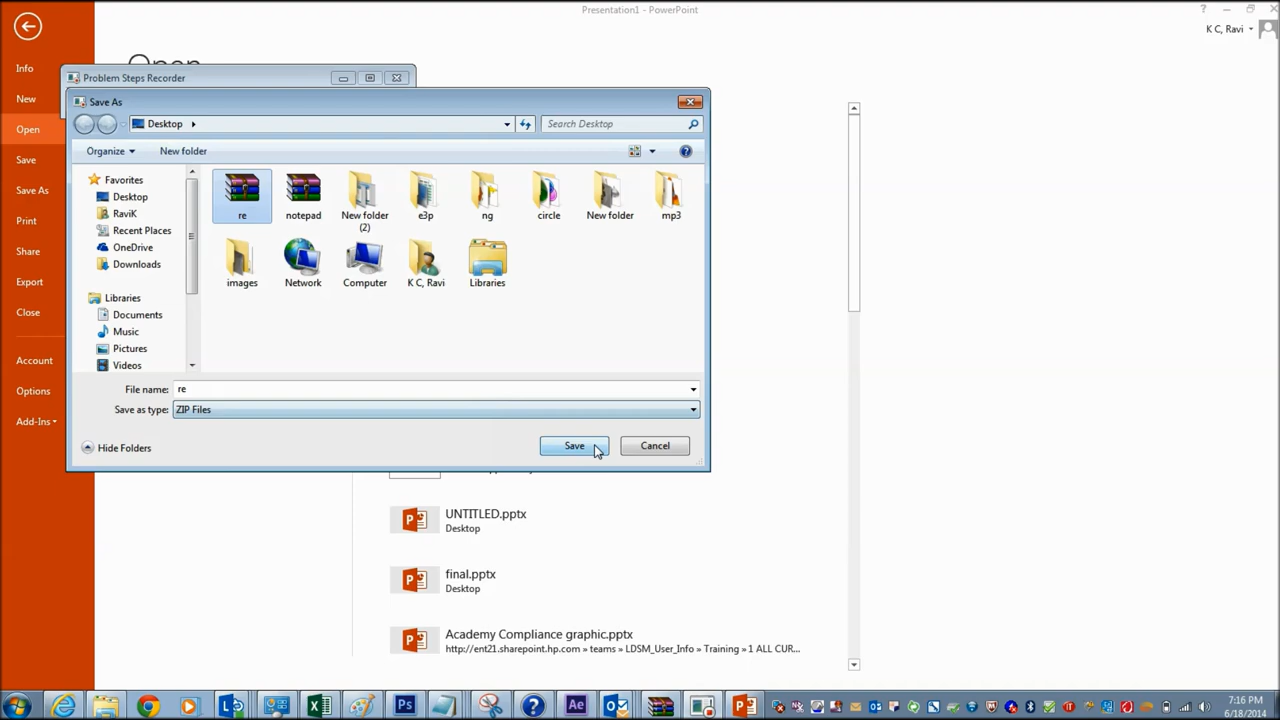 Presentation1 - PowerPoint
K C, Ravi
Info
New
Open
Save
Save As
Print
Share
Export
Close
Account
Options
Add-Ins
Open
Problem Steps Recorder
Save As
Desktop
Search Desktop
Organize
New folder
Favorites
Desktop
RaviK
Recent Places
OneDrive
Downloads
Libraries
Documents
Music
Pictures
Videos
re
notepad
New folder
(2)
e3p
ng
circle
New folder
mp3
images
Network
Computer
K C, Ravi
Libraries
File name: re
Save as type: ZIP Files
Hide Folders
Save
Cancel
UNTITLED.pptx
Desktop
final.pptx
Desktop
Academy Compliance graphic.pptx
http://ent21.sharepoint.hp.com » teams » LDSM_User_Info » Training » 1 ALL CUR...
7:16 PM
6/18/2014